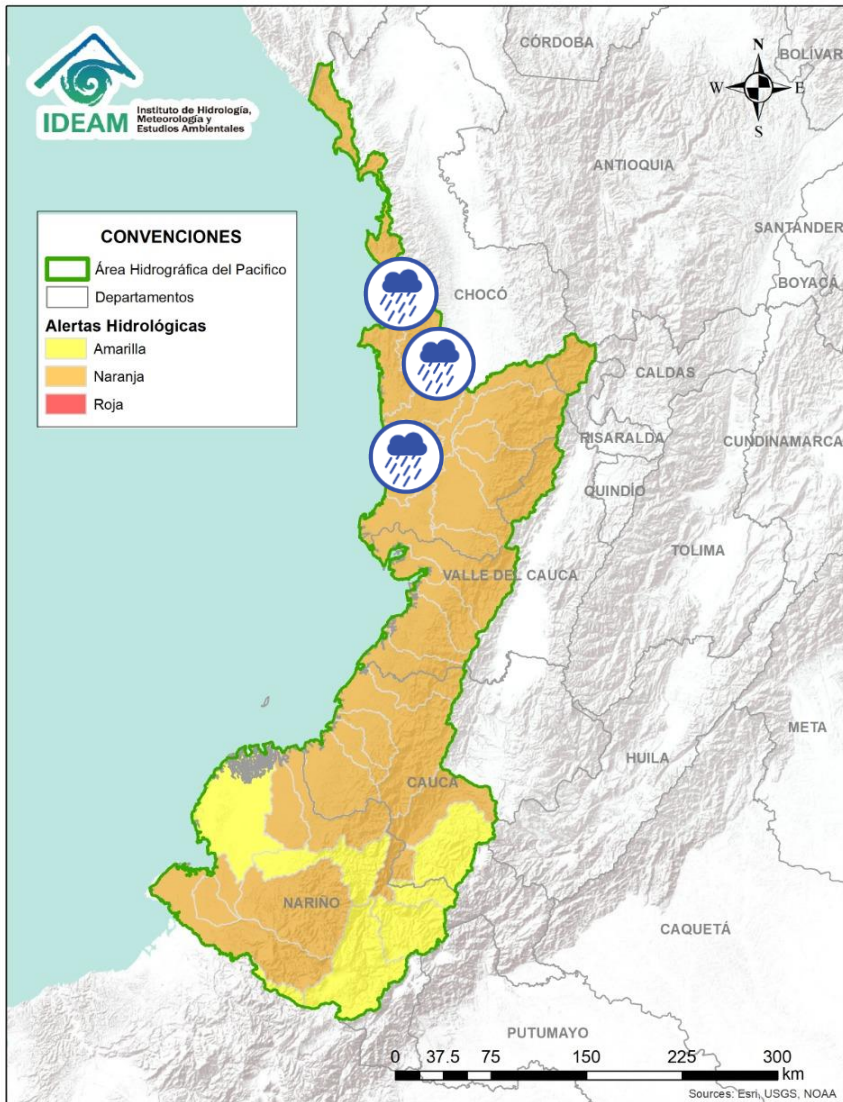 IDEAM
Instituto de Hidrología,
Meteorología y
Estudios Ambientales
N
W E
S
CÓRDOBA
BOLÍVAR
ANTIOQUIA
SANTANDER
BOYACÁ
CHOCÓ
CALDAS
RISARALDA
CUNDINAMARCA
QUINDÍO
TOLIMA
VALLE DEL CAUCA
META
HUILA
CAUCA
NARIÑO
CAQUETÁ
PUTUMAYO
CONVENCIONES
Área Hidrográfica del Pacifico
Departamentos
Alertas Hidrológicas
Amarilla
Naranja
Roja
0 37.5 75 150 225 300
km
Sources: Esri, USGS, NOAA